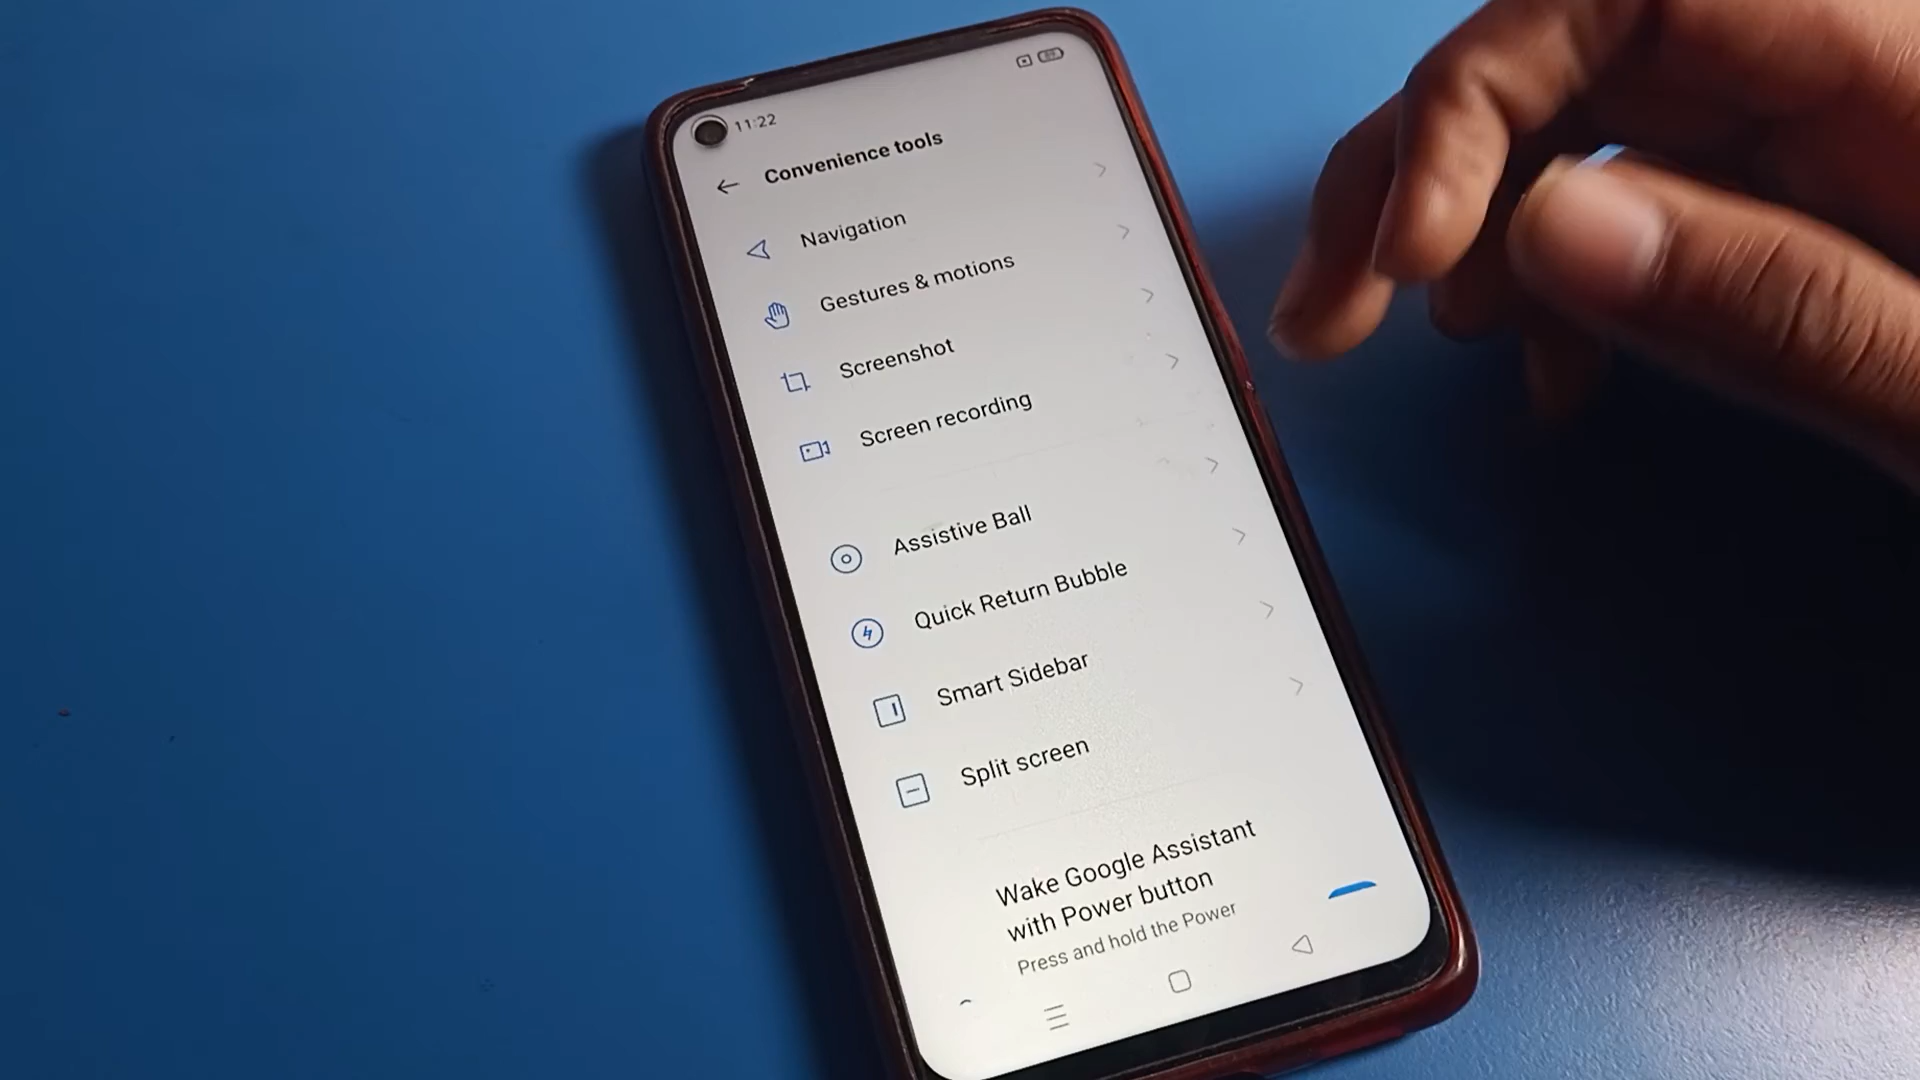 11:22
Convenience tools
Navigation
Gestures & motions
Screenshot
Screen recording
Assistive Ball
Quick Return Bubble
Smart Sidebar
Split screen
Wake Google Assistant
with Power button
Press and hold the Power